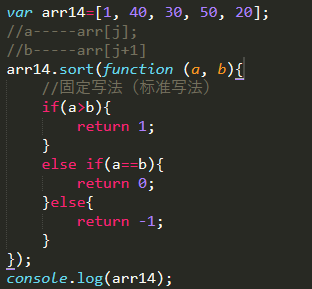 var arr14=[1, 40, 30, 50, 20];
//a-----arr[j];
//b-----arr[j+1]
arr14.sort(function (a, b){
    //固定写法（标准写法）
    if(a>b){
        return 1;
    }
    else if(a==b){
        return 0;
    }else{
        return -1;
    }
});
console.log(arr14);